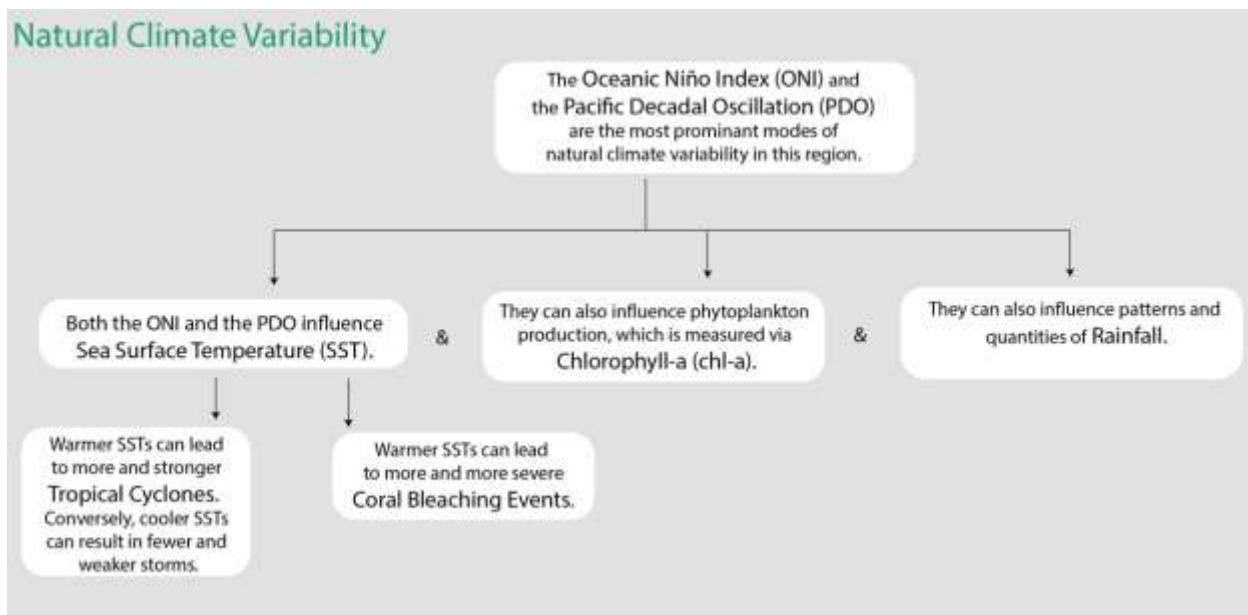 Natural Climate Variability
The Oceanic Niño Index (ONI) and
the Pacific Decadal Oscillation (PDO)
are the most prominant modes of
natural climate variability in this region.
Both the ONI and the PDO influence
Sea Surface Temperature (SST).
&
They can also influence phytoplankton
production, which is measured via
Chlorophyll-a (chl-a).
&
They can also influence patterns and
quantities of Rainfall.
Warmer SSTs can lead
to more and stronger
Tropical Cyclones.
Conversely, cooler SSTs
can result in fewer and
weaker storms.
Warmer SSTs can lead
to more and more severe
Coral Bleaching Events.